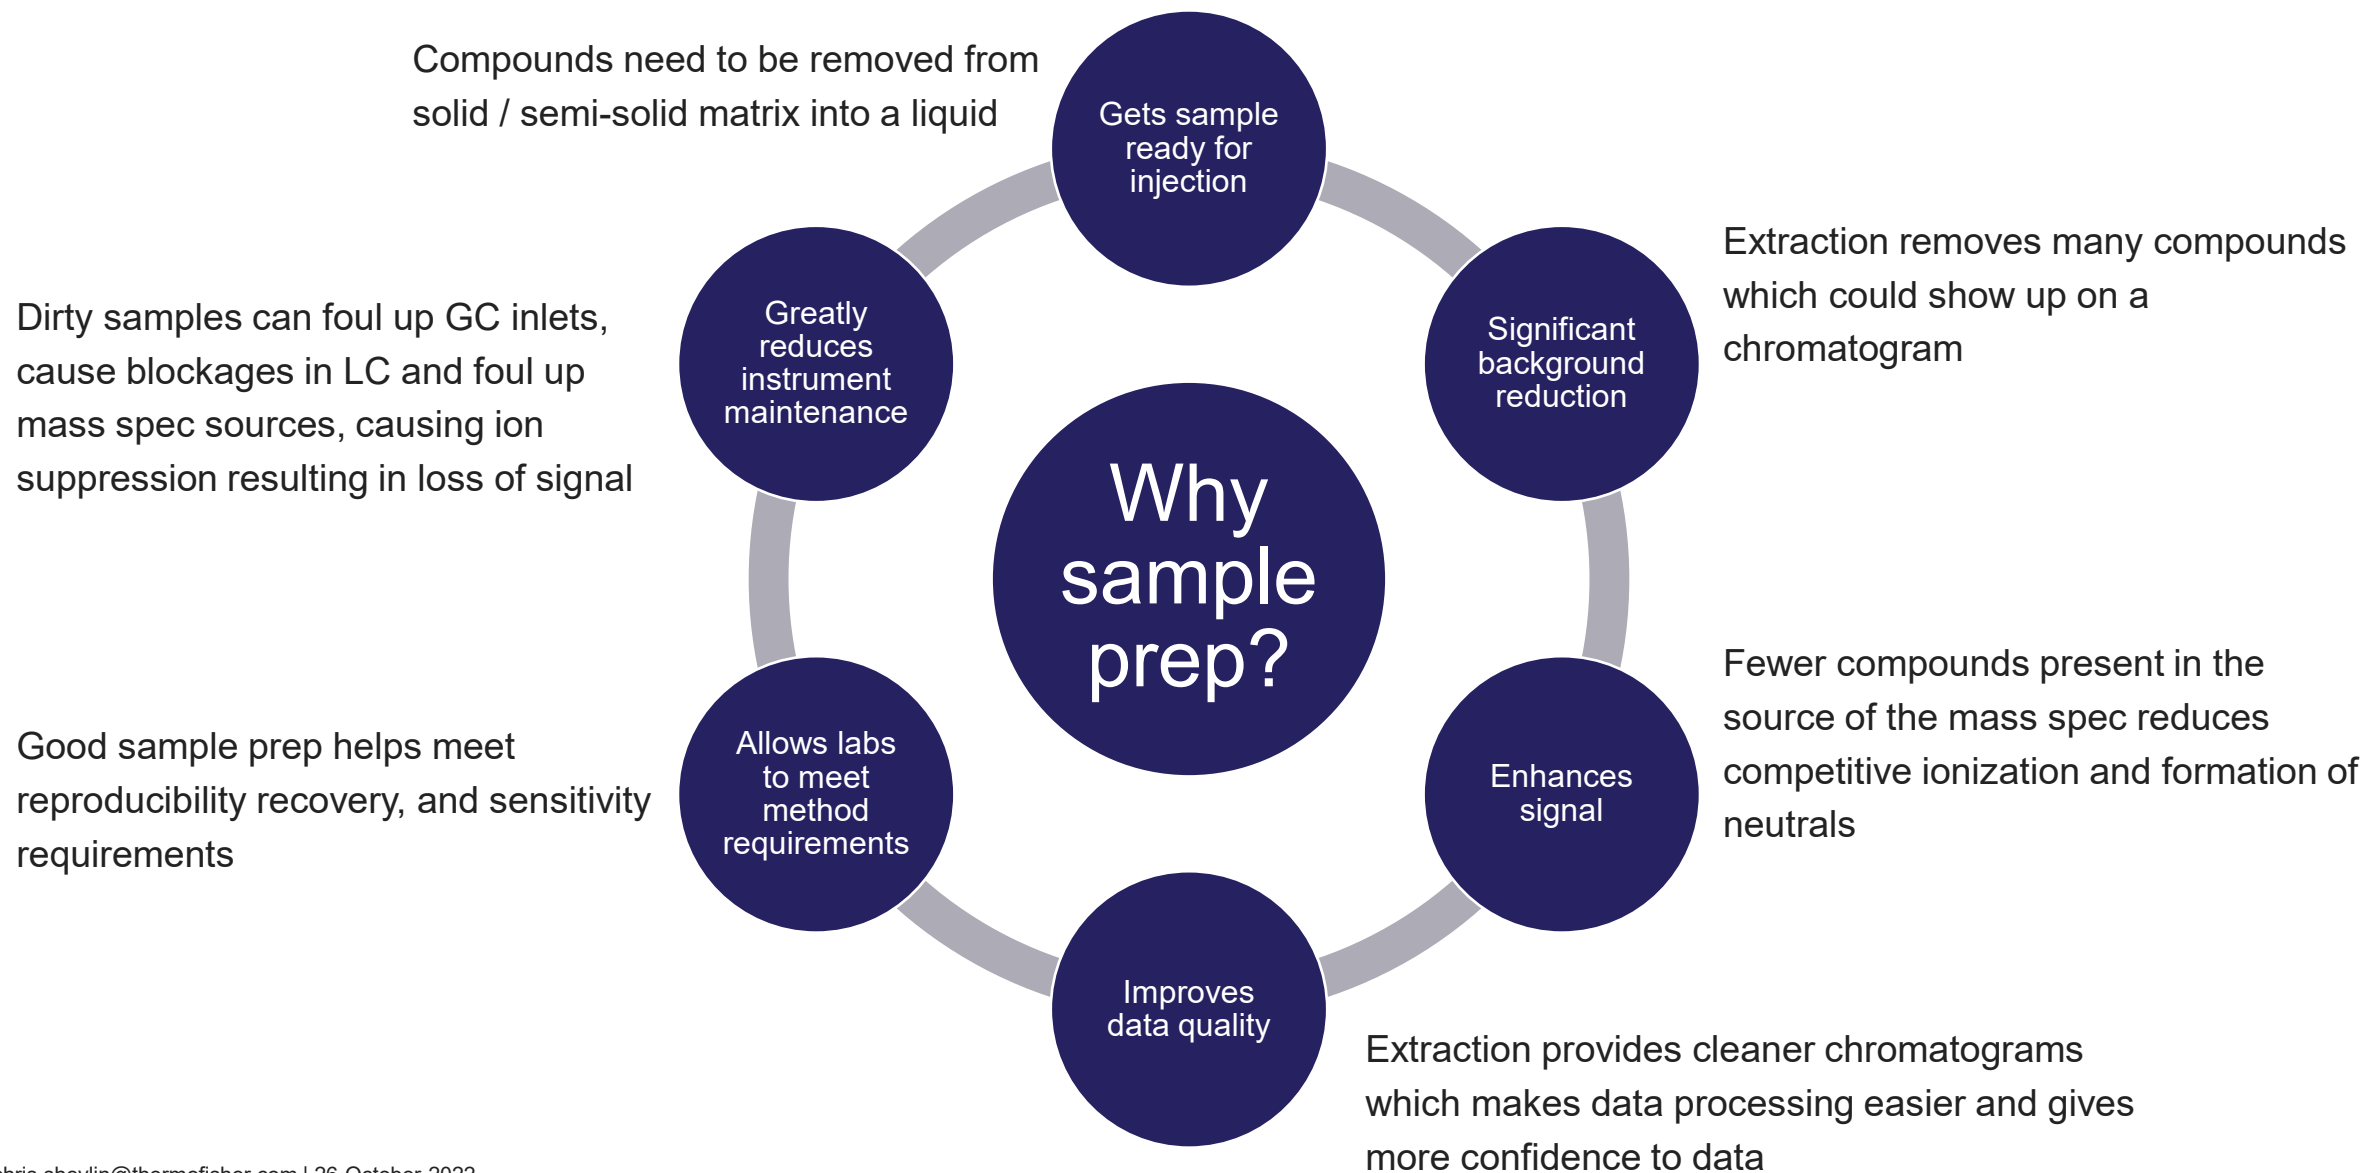 Compounds need to be removed from
solid / semi-solid matrix into a liquid
Gets sample
ready for
injection
Extraction removes many compounds
which could show up on a
chromatogram
Significant
background
reduction
Greatly
reduces
instrument
maintenance
Dirty samples can foul up GC inlets,
cause blockages in LC and foul up
mass spec sources, causing ion
suppression resulting in loss of signal
Why
sample
prep?
Fewer compounds present in the
source of the mass spec reduces
competitive ionization and formation of
neutrals
Enhances
signal
Allows labs
to meet
method
requirements
Good sample prep helps meet
reproducibility recovery, and sensitivity
requirements
Improves
data quality
Extraction provides cleaner chromatograms
which makes data processing easier and gives
more confidence to data
| 26-October-2022